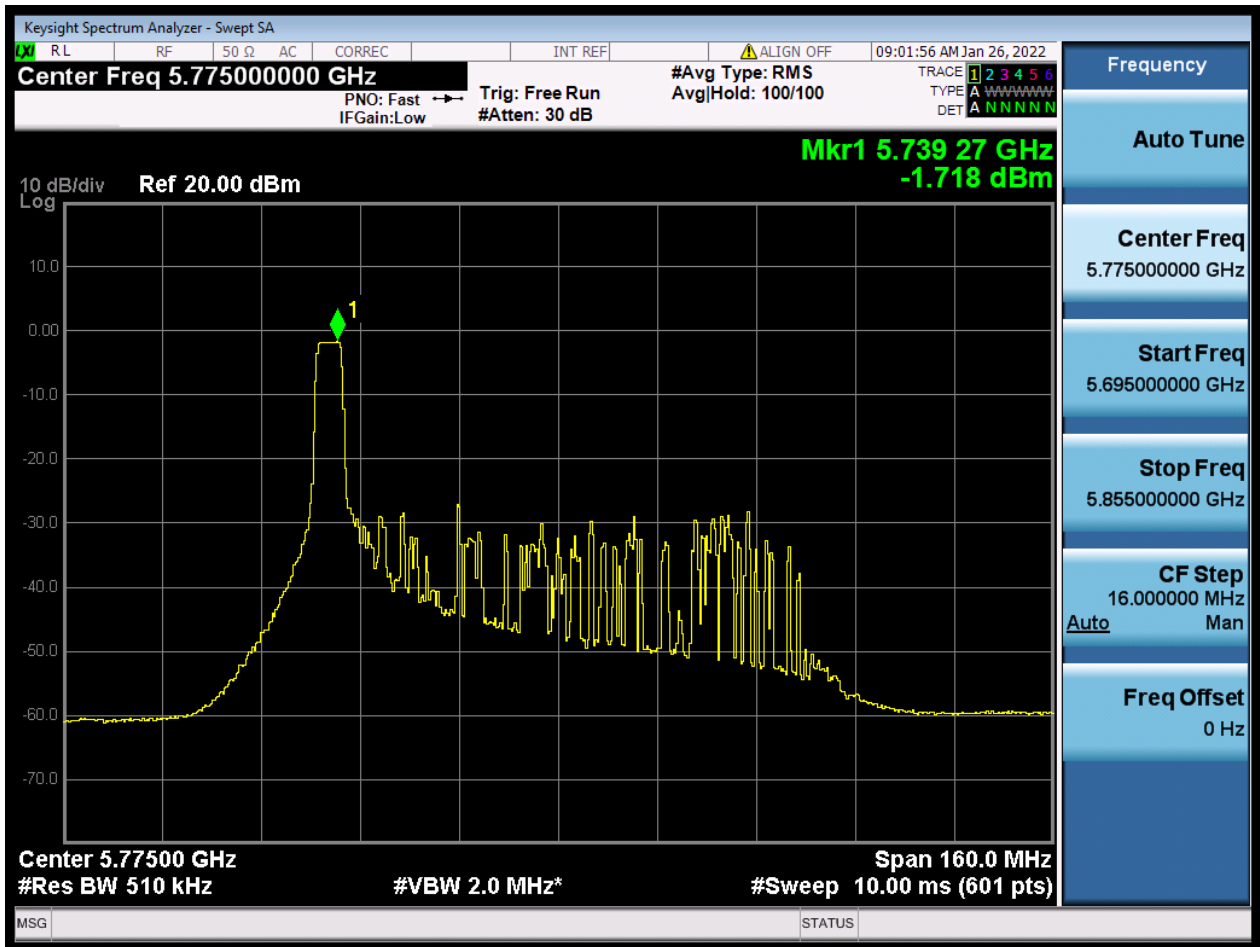 Keysight Spectrum Analyzer - Swept SA
LXI RL RF 50 Ω AC CORREC INT REF ALIGN OFF 09:01:56 AM Jan 26, 2022
Center Freq 5.775000000 GHz
PNO: Fast
IFGain:Low
Trig: Free Run
#Atten: 30 dB
#Avg Type: RMS
Avg|Hold: 100/100
TRACE 1 2 3 4 5 6
TYPE A WWWWW
DET A N N N N N
Mkr1 5.739 27 GHz
-1.718 dBm
10 dB/div Ref 20.00 dBm
Log
10.0
0.00
-10.0
-20.0
-30.0
-40.0
-50.0
-60.0
-70.0
1
Center 5.77500 GHz Span 160.0 MHz
#Res BW 510 kHz #VBW 2.0 MHz* #Sweep 10.00 ms (601 pts)
MSG STATUS
Frequency
Auto Tune
Center Freq
5.775000000 GHz
Start Freq
5.695000000 GHz
Stop Freq
5.855000000 GHz
CF Step
16.000000 MHz
Auto Man
Freq Offset
0 Hz